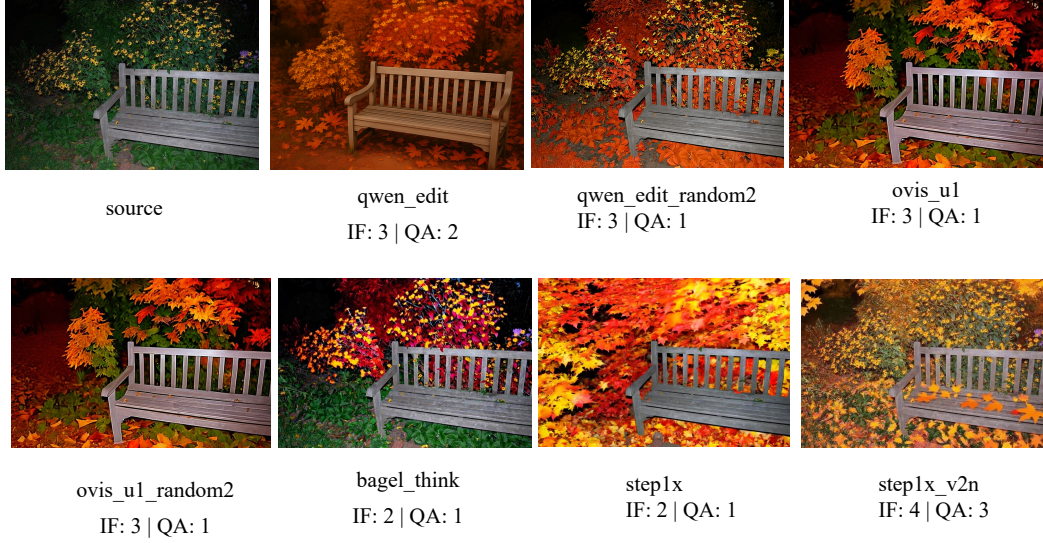 source
qwen_edit
IF: 3 | QA: 2
qwen_edit_random2
IF: 3 | QA: 1
ovis_u1
IF: 3 | QA: 1
ovis_u1_random2
IF: 3 | QA: 1
bagel_think
IF: 2 | QA: 1
step1x
IF: 2 | QA: 1
step1x_v2n
IF: 4 | QA: 3